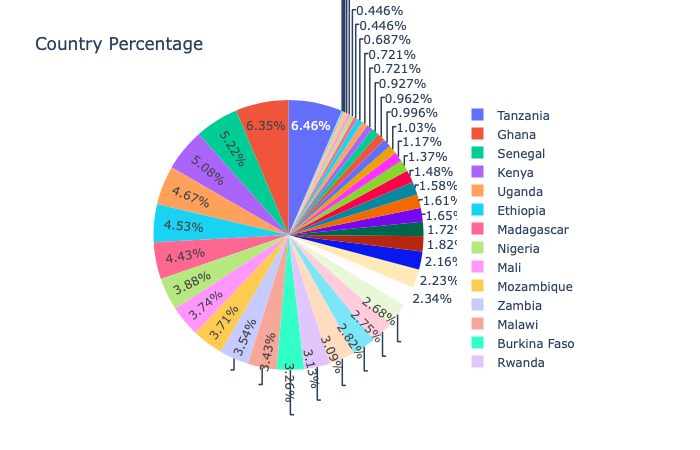 Country Percentage
0.446%
0.446%
0.687%
0.721%
0.721%
0.927%
0.962%
0.996%
1.03%
1.17%
1.37%
1.48%
1.58%
1.61%
1.65%
1.72%
1.82%
2.16%
2.23%
2.34%
2.68%
2.75%
2.82%
3.09%
3.13%
3.26%
3.43%
3.54%
3.71%
3.74%
3.88%
4.43%
4.53%
4.67%
5.08%
5.22%
6.35%
6.46%
Tanzania
Ghana
Senegal
Kenya
Uganda
Ethiopia
Madagascar
Nigeria
Mali
Mozambique
Zambia
Malawi
Burkina Faso
Rwanda